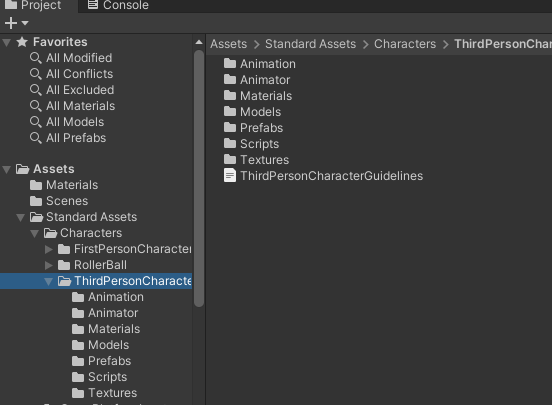 Project
Console
Favorites
All Modified
All Conflicts
All Excluded
All Materials
All Models
All Prefabs
Assets
Materials
Scenes
Standard Assets
Characters
FirstPersonCharacter
RollerBall
ThirdPersonCharacte
Animation
Animator
Materials
Models
Prefabs
Scripts
Textures
Assets > Standard Assets > Characters > ThirdPersonChar
Animation
Animator
Materials
Models
Prefabs
Scripts
Textures
ThirdPersonCharacterGuidelines